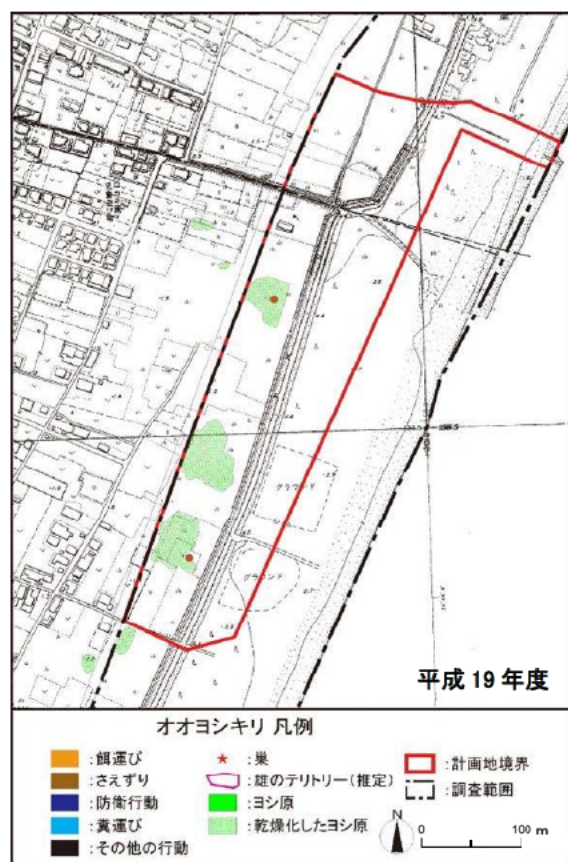 グラウンド
グラウンド
平成 19 年度
オオヨシキリ 凡例
:餌運び
:さえずり
:防衛行動
:糞運び
:その他の行動
:巣
:雄のテリトリー(推定)
:ヨシ原
:乾燥化したヨシ原
:計画地境界
:調査範囲
N
0 100 m